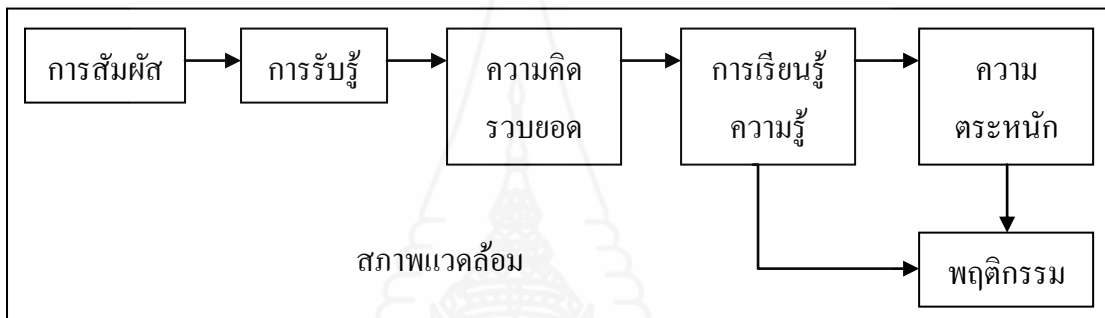 การสัมผัส
การรับรู้
ความคิด
รวบยอด
การเรียนรู้
ความรู้
ความ
ตระหนัก
สภาพแวดล้อม
พฤติกรรม